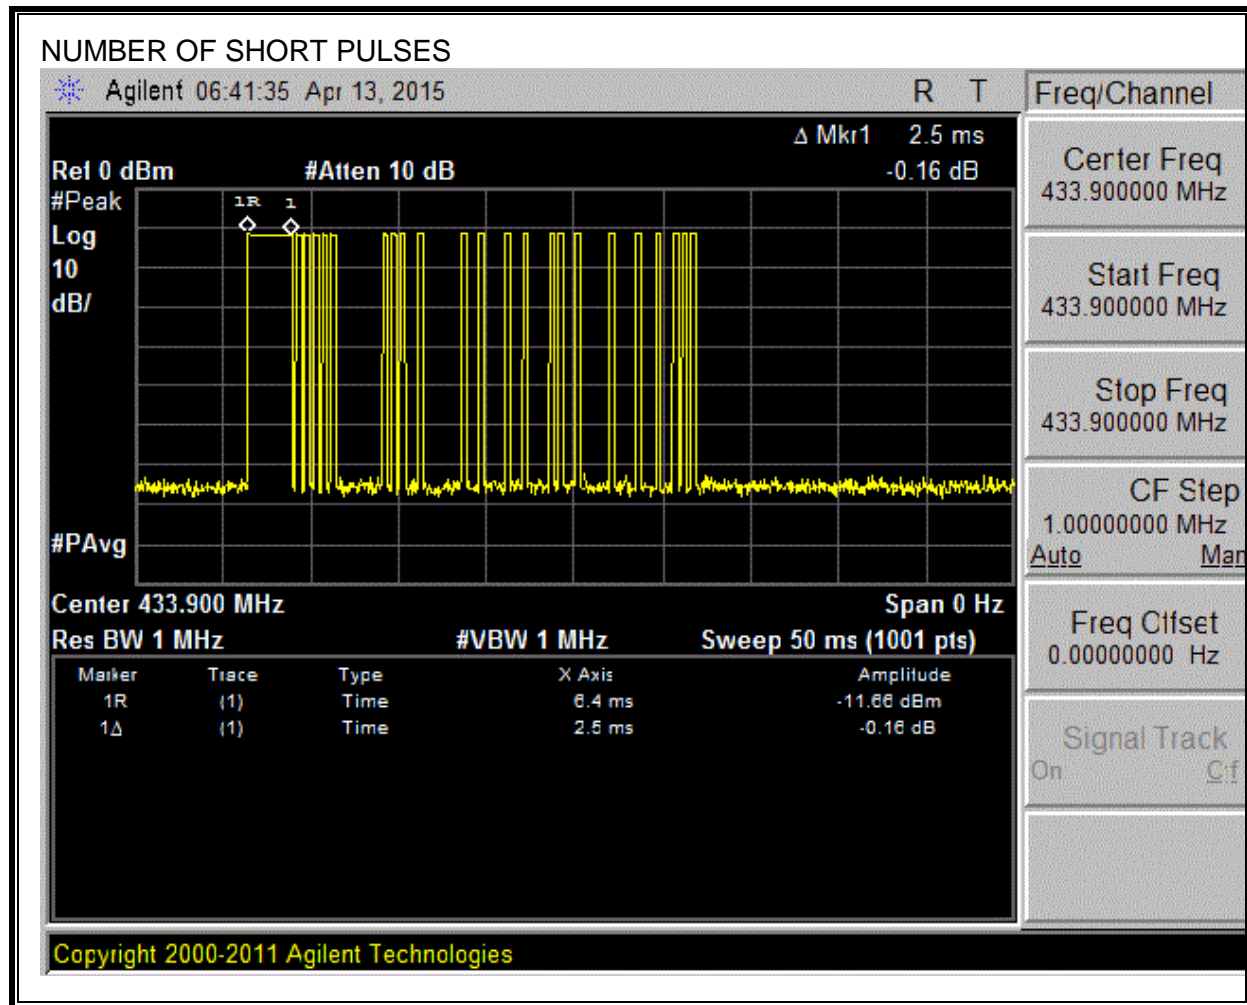 NUMBER OF SHORT PULSES
Agilent 06:41:35 Apr 13, 2015 R T
Freq/Channel
Δ Mkr1 2.5 ms
Ref 0 dBm #Atten 10 dB -0.16 dB
#Peak
Log
10
dB/
1R 1
#PAvg
Center 433.900 MHz Span 0 Hz
Res BW 1 MHz #VBW 1 MHz Sweep 50 ms (1001 pts)
Marker Trace Type X Axis Amplitude
1R (1) Time 6.4 ms -11.66 dBm
1Δ (1) Time 2.5 ms -0.16 dB
Center Freq
433.900000 MHz
Start Freq
433.900000 MHz
Stop Freq
433.900000 MHz
CF Step
1.00000000 MHz
Auto Man
Freq Offset
0.00000000 Hz
Signal Track
On Off
Copyright 2000-2011 Agilent Technologies